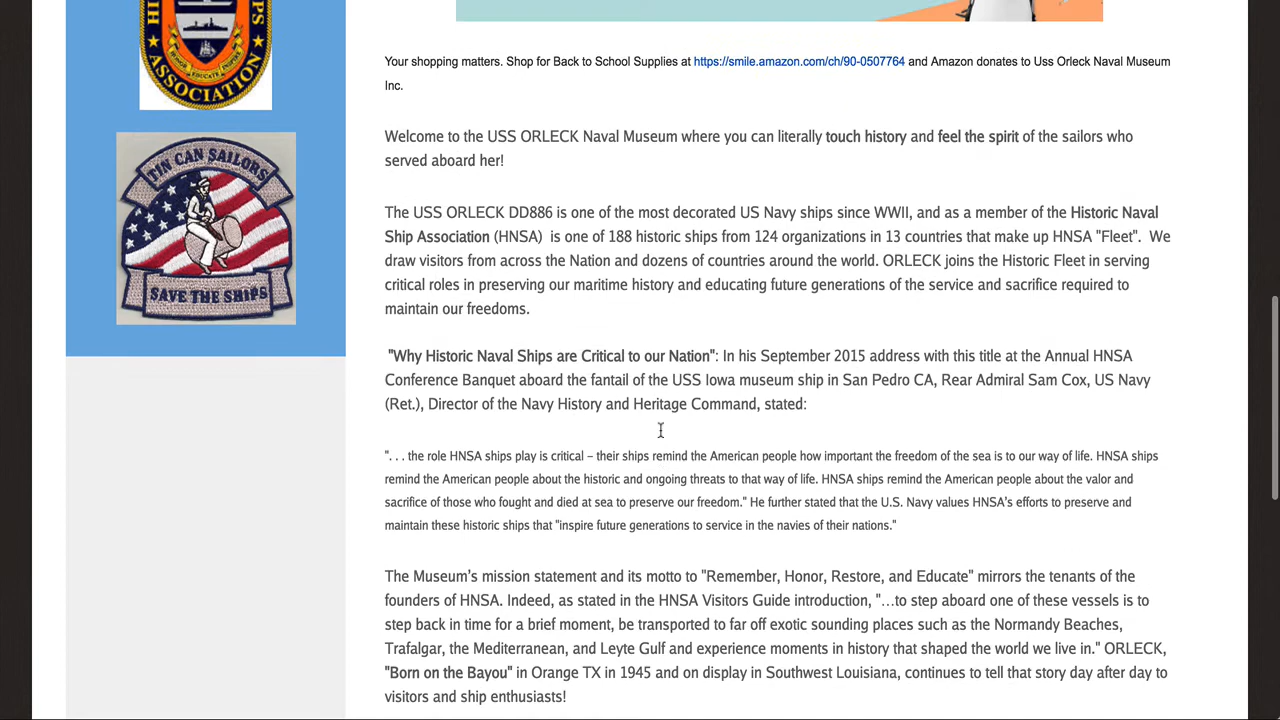 HI
PS
ASSOCIATION
HONOR EDUCATE INSPIRE
TIN CAN SAILORS
SAVE THE SHIPS
Your shopping matters. Shop for Back to School Supplies at https://smile.amazon.com/ch/90-0507764 and Amazon donates to Uss Orleck Naval Museum
Inc.
Welcome to the USS ORLECK Naval Museum where you can literally touch history and feel the spirit of the sailors who
served aboard her!
The USS ORLECK DD886 is one of the most decorated US Navy ships since WWII, and as a member of the Historic Naval
Ship Association (HNSA) is one of 188 historic ships from 124 organizations in 13 countries that make up HNSA "Fleet". We
draw visitors from across the Nation and dozens of countries around the world. ORLECK joins the Historic Fleet in serving
critical roles in preserving our maritime history and educating future generations of the service and sacrifice required to
maintain our freedoms.
"Why Historic Naval Ships are Critical to our Nation": In his September 2015 address with this title at the Annual HNSA
Conference Banquet aboard the fantail of the USS Iowa museum ship in San Pedro CA, Rear Admiral Sam Cox, US Navy
(Ret.), Director of the Navy History and Heritage Command, stated:
". . . the role HNSA ships play is critical – their ships remind the American people how important the freedom of the sea is to our way of life. HNSA ships
remind the American people about the historic and ongoing threats to that way of life. HNSA ships remind the American people about the valor and
sacrifice of those who fought and died at sea to preserve our freedom." He further stated that the U.S. Navy values HNSA's efforts to preserve and
maintain these historic ships that "inspire future generations to service in the navies of their nations."
The Museum's mission statement and its motto to "Remember, Honor, Restore, and Educate" mirrors the tenants of the
founders of HNSA. Indeed, as stated in the HNSA Visitors Guide introduction, "…to step aboard one of these vessels is to
step back in time for a brief moment, be transported to far off exotic sounding places such as the Normandy Beaches,
Trafalgar, the Mediterranean, and Leyte Gulf and experience moments in history that shaped the world we live in." ORLECK,
"Born on the Bayou" in Orange TX in 1945 and on display in Southwest Louisiana, continues to tell that story day after day to
visitors and ship enthusiasts!